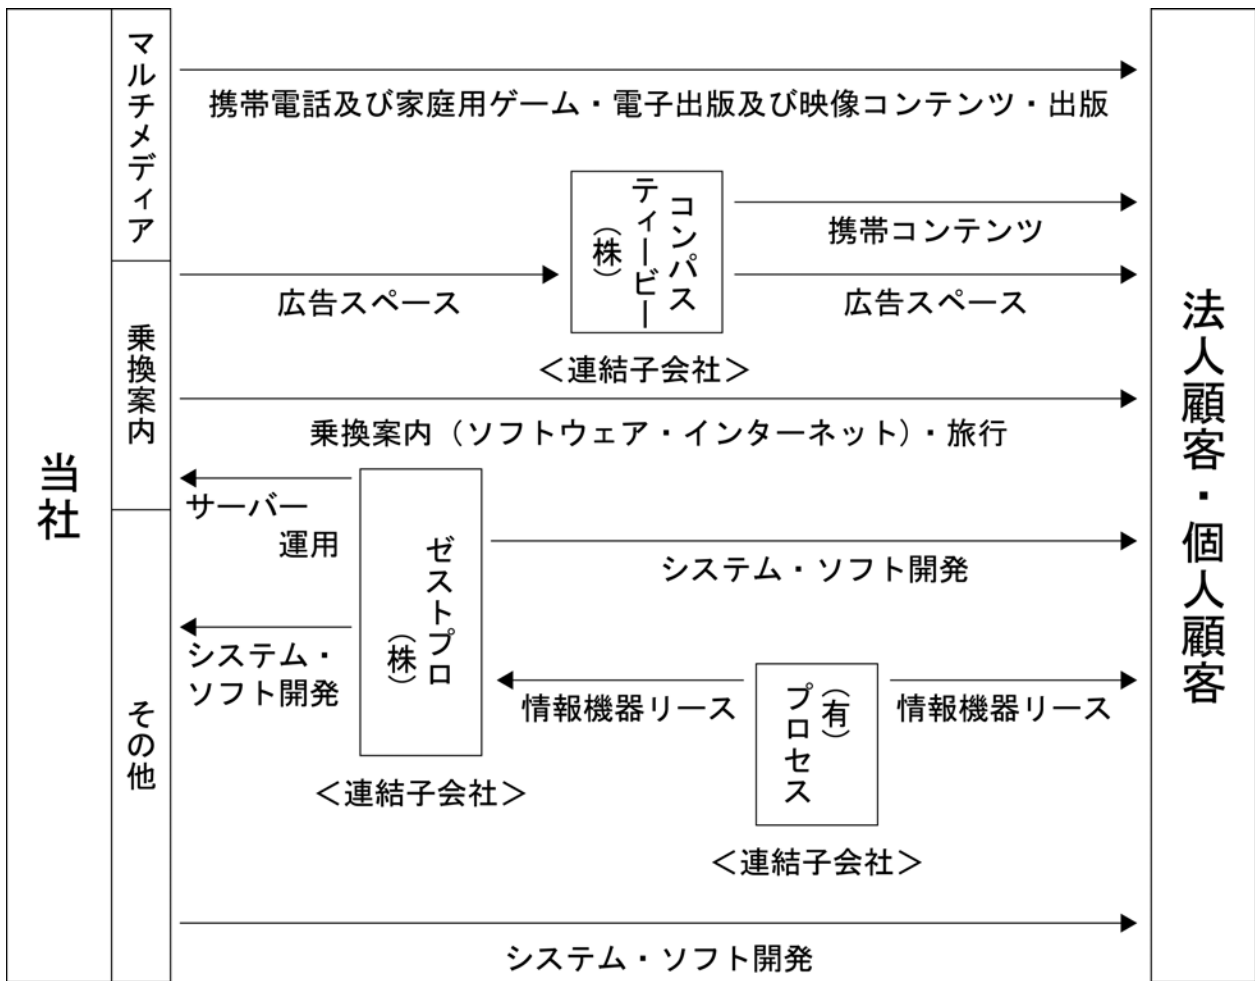 当社
マルチメディア
乗換案内
その他
携帯電話及び家庭用ゲーム・電子出版及び映像コンテンツ・出版
コンパス
ティービー
(株)
携帯コンテンツ
広告スペース
広告スペース
＜連結子会社＞
乗換案内（ソフトウェア・インターネット）・旅行
サーバー
運用
ゼストプロ
(株)
システム・ソフト開発
システム・
ソフト開発
情報機器リース
(有)
プロセス
情報機器リース
＜連結子会社＞
＜連結子会社＞
システム・ソフト開発
法人顧客・個人顧客